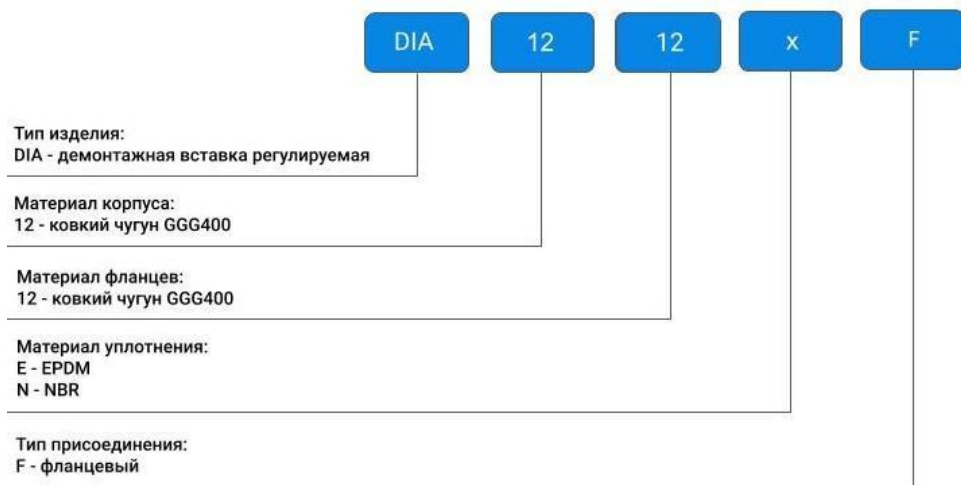 DIA 12 12 x F
Тип изделия:
DIA - демонтажная вставка регулируемая
Материал корпуса:
12 - ковкий чугун GGG400
Материал фланцев:
12 - ковкий чугун GGG400
Материал уплотнения:
E - EPDM
N - NBR
Тип присоединения:
F - фланцевый